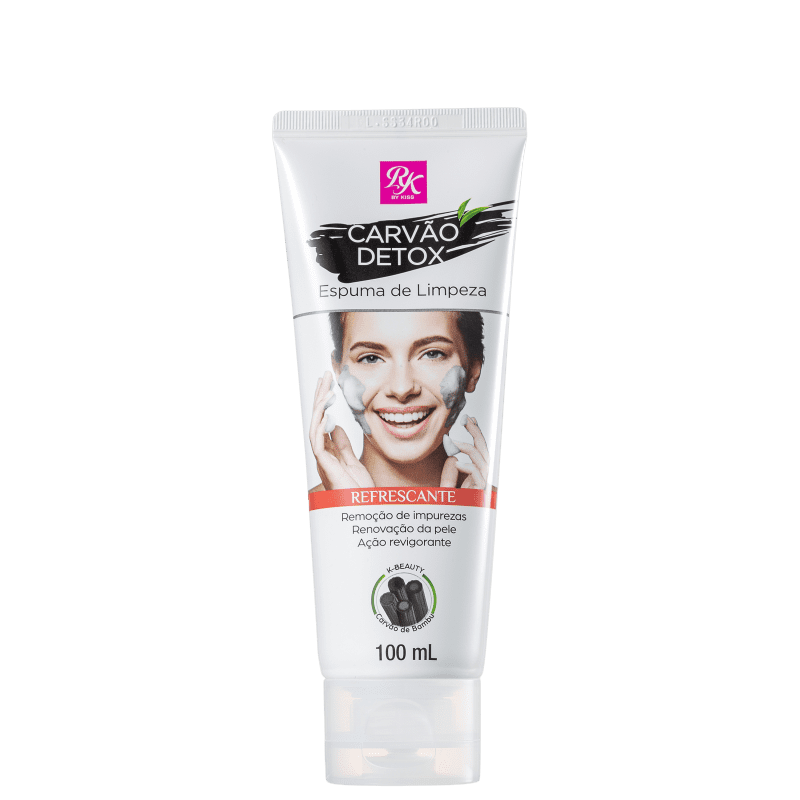 L-5334R00
RK
BY KISS
CARVÃO
DETOX
Espuma de Limpeza
REFRESCANTE
Remoção de impurezas
Renovação da pele
Ação revigorante
K-BEAUTY
Carvão de Bambu
100 mL